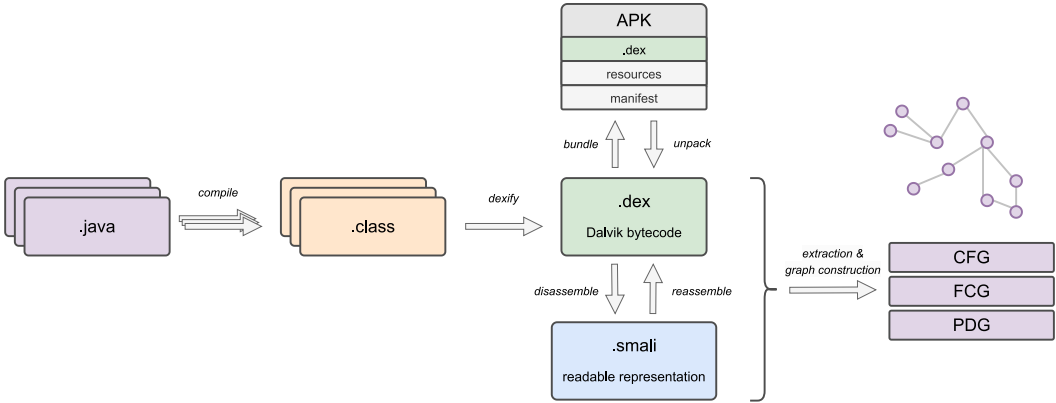 APK
.dex
resources
manifest
bundle
unpack
compile
.java
.class
dexify
.dex
Dalvik bytecode
disassemble
reassemble
.smali
readable representation
extraction &
graph construction
CFG
FCG
PDG